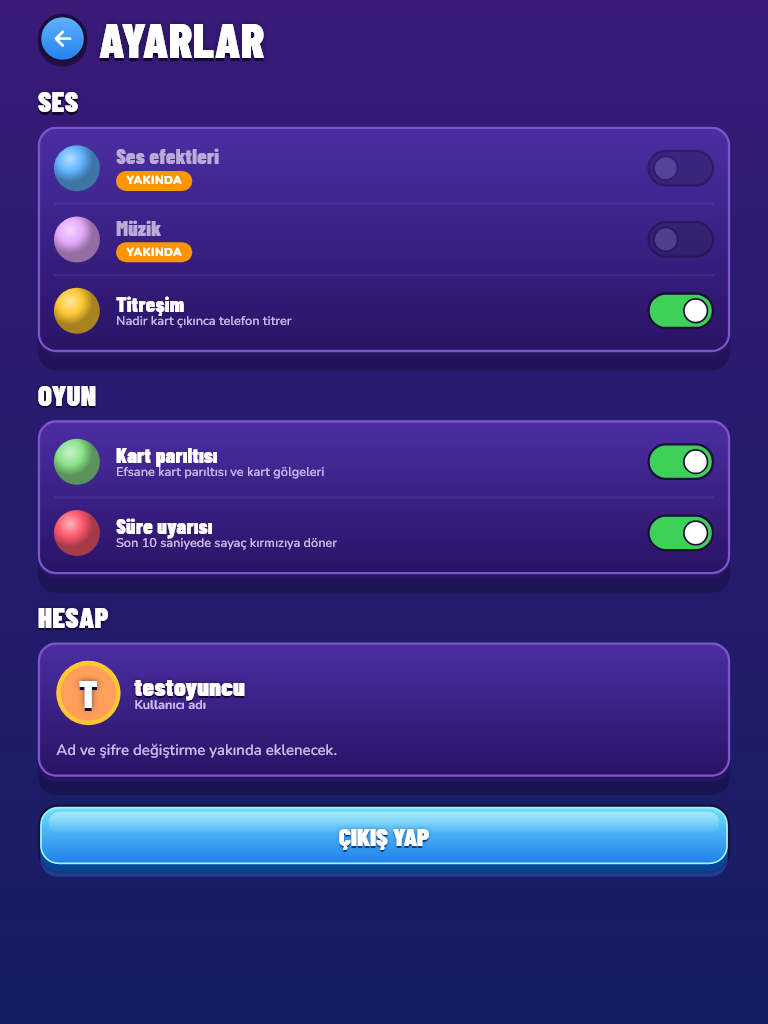 AYARLAR
SES
Ses efektleri
YAKINDA
Müzik
YAKINDA
Titreşim
Nadir kart çıkınca telefon titrer
OYUN
Kart parıltısı
Efsane kart parıltısı ve kart gölgeleri
Süre uyarısı
Son 10 saniyede sayaç kırmızıya döner
HESAP
T
testoyuncu
Kullanıcı adı
Ad ve şifre değiştirme yakında eklenecek.
ÇIKIŞ YAP